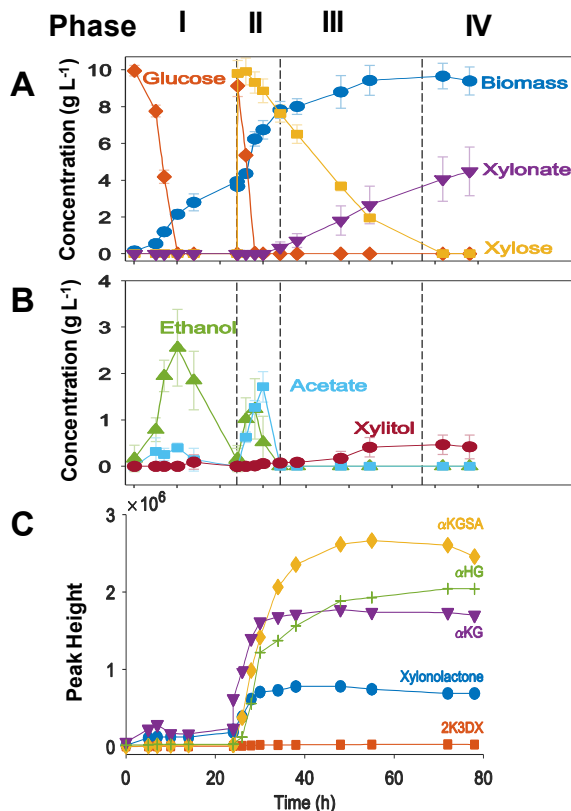 Phase I II III IV
A
Concentration (g L-1)
10
8
6
4
2
0
Glucose
Biomass
Xylonate
Xylose
B
Concentration (g L-1)
4
3
2
1
0
Ethanol
Acetate
Xylitol
C
×10⁶
Peak Height
3
2
1
0
αKGSA
αHG
αKG
Xylonolactone
2K3DX
0 20 40 60 80
Time (h)